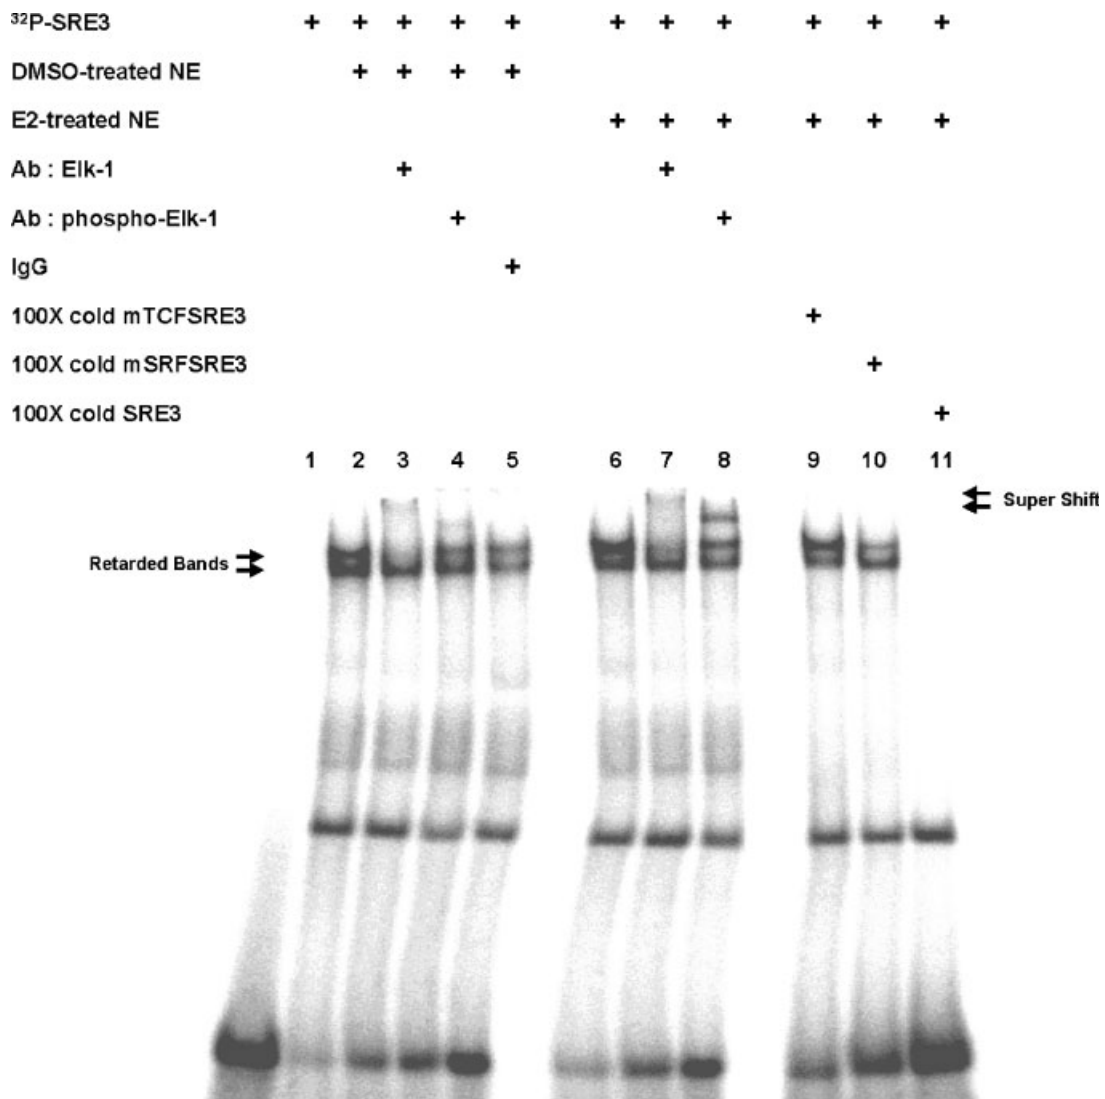 ³²P-SRE3 + + + + + + + + + + +
DMSO-treated NE + + + +
E2-treated NE + + + + + +
Ab : Elk-1 + +
Ab : phospho-Elk-1 + +
IgG +
100X cold mTCFSRE3 +
100X cold mSRFSRE3 +
100X cold SRE3 +
1 2 3 4 5 6 7 8 9 10 11
Super Shift
Retarded Bands